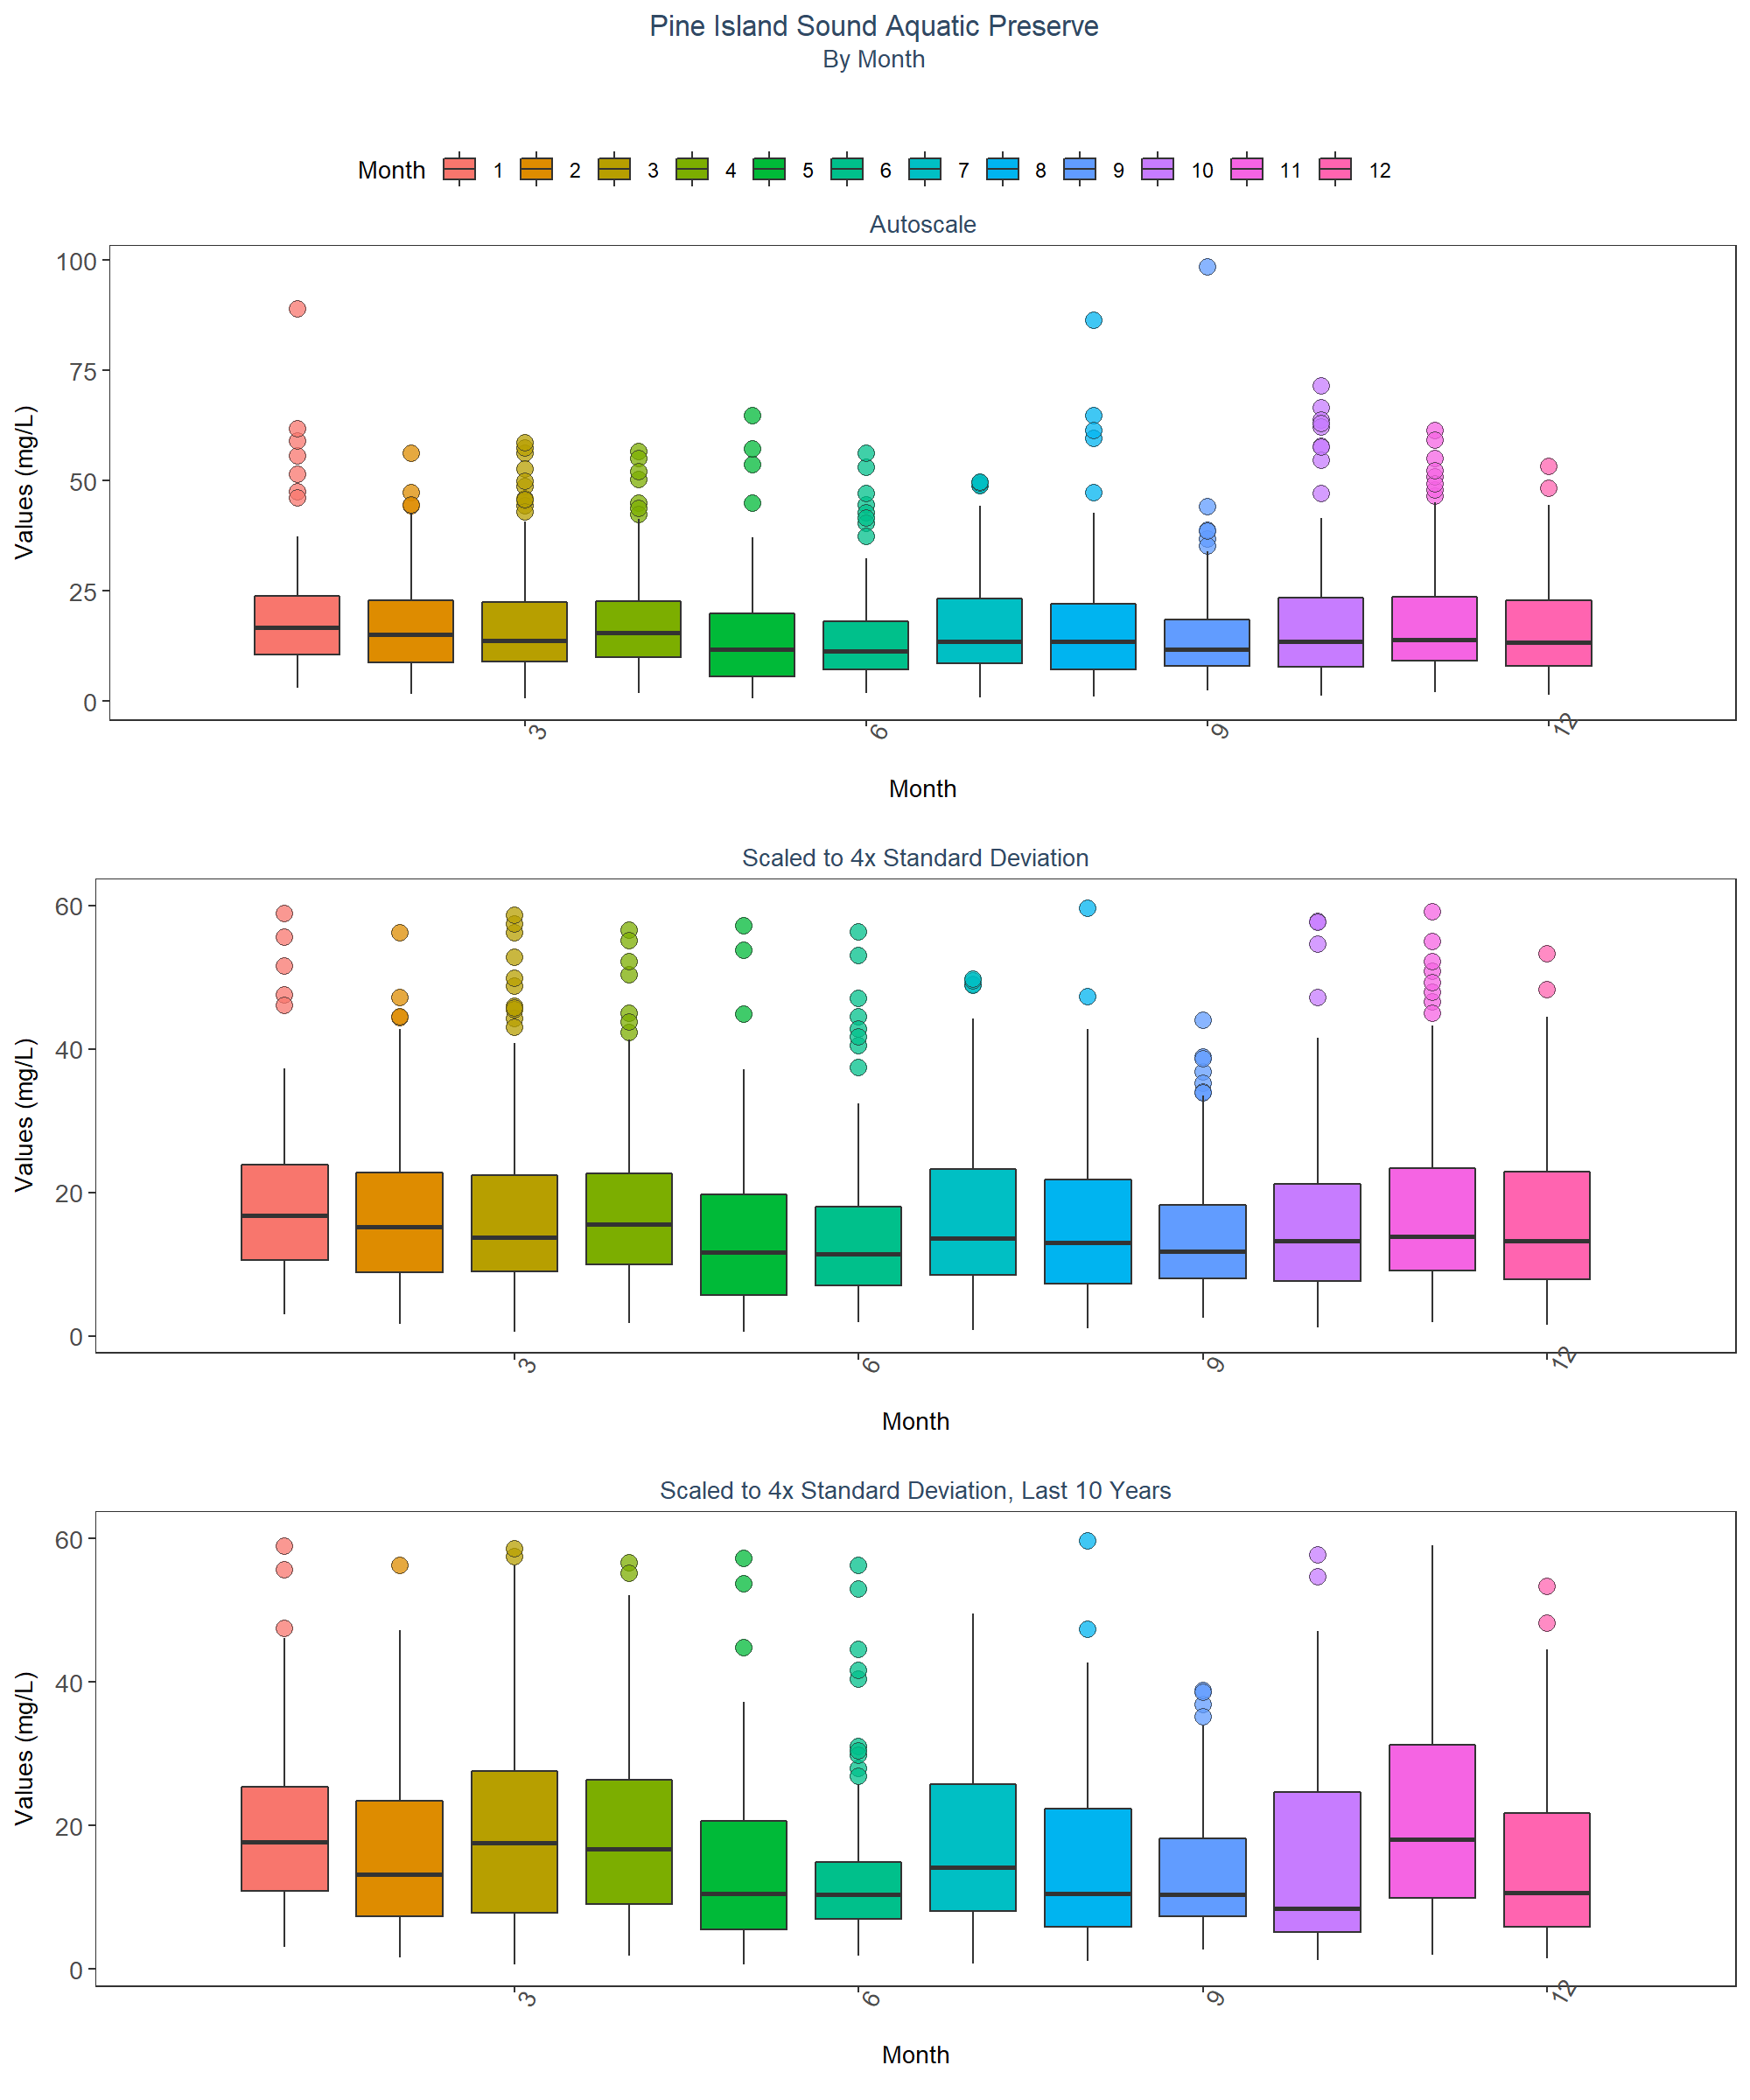 Pine Island Sound Aquatic Preserve
By Month
Month 1 2 3 4 5 6 7 8 9 10 11 12
Autoscale
Values (mg/L)
100
75
50
25
0
3 6 9 12
Month
Scaled to 4x Standard Deviation
Values (mg/L)
60
40
20
0
3 6 9 12
Month
Scaled to 4x Standard Deviation, Last 10 Years
Values (mg/L)
60
40
20
0
3 6 9 12
Month